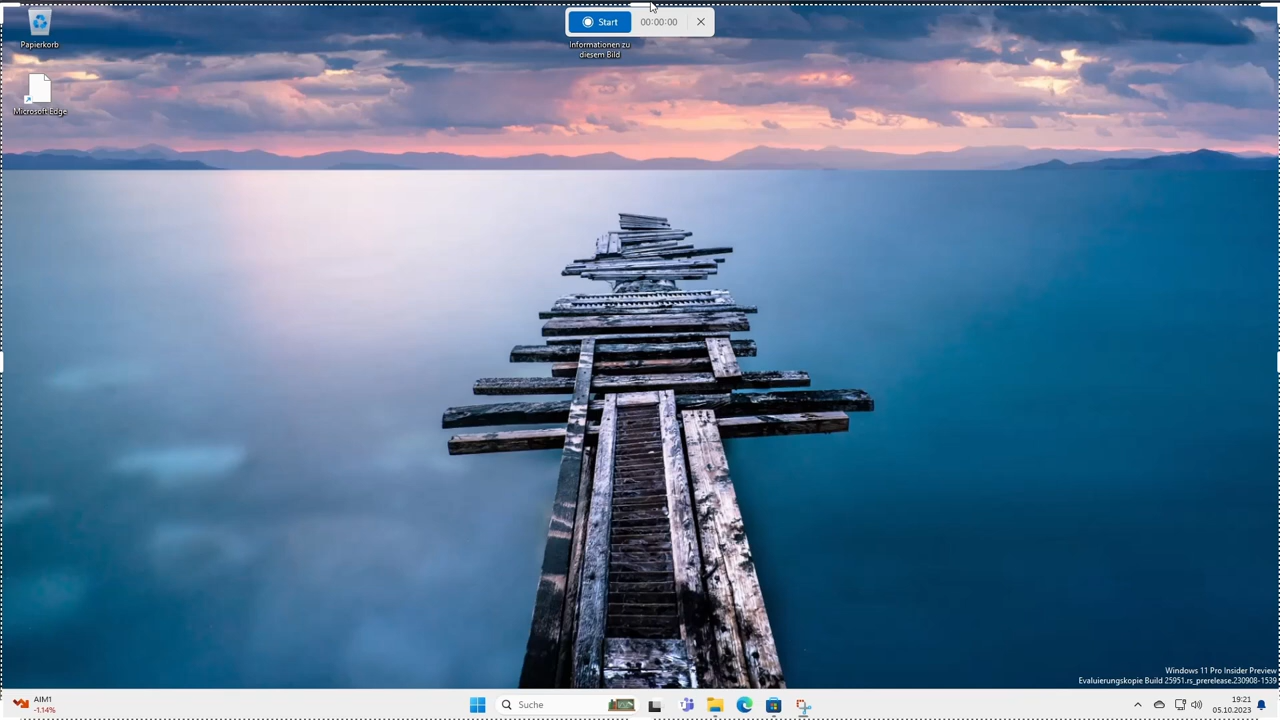 Start
00:00:00
Papierkorb
Informationen zu
diesem Bild
Microsoft Edge
Windows 11 Pro Insider Preview
Evaluierungskopie Build 25951.rs_prerelease.230908-1539
AIM1
-1.14%
Suche
19:21
05.10.2023